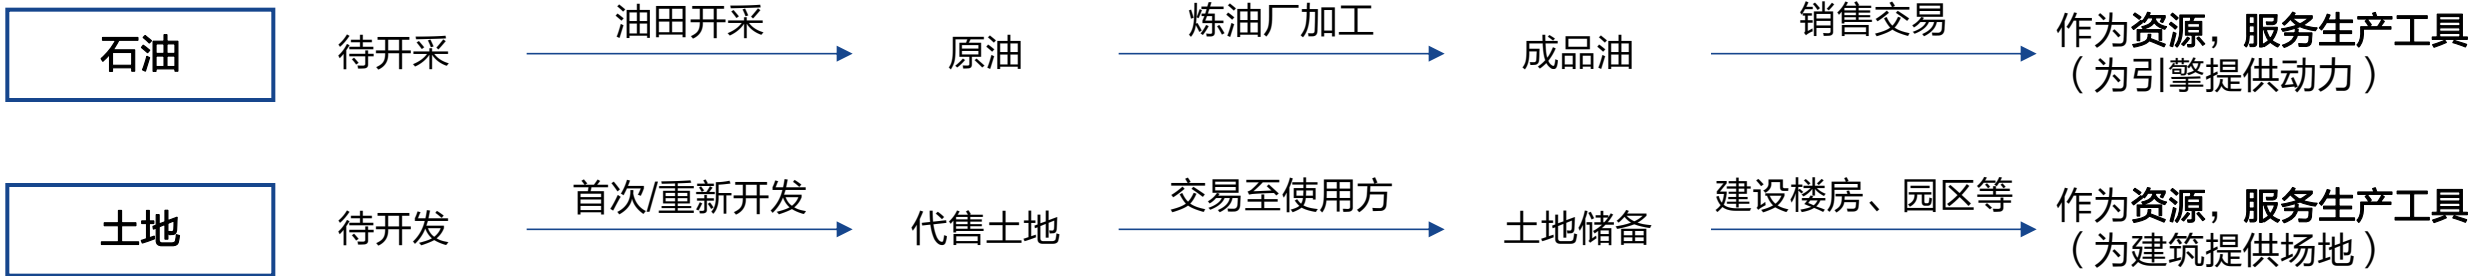 石油
待开采
油田开采
原油
炼油厂加工
成品油
销售交易
作为资源，服务生产工具
（为引擎提供动力）
土地
待开发
首次/重新开发
代售土地
交易至使用方
土地储备
建设楼房、园区等
作为资源，服务生产工具
（为建筑提供场地）